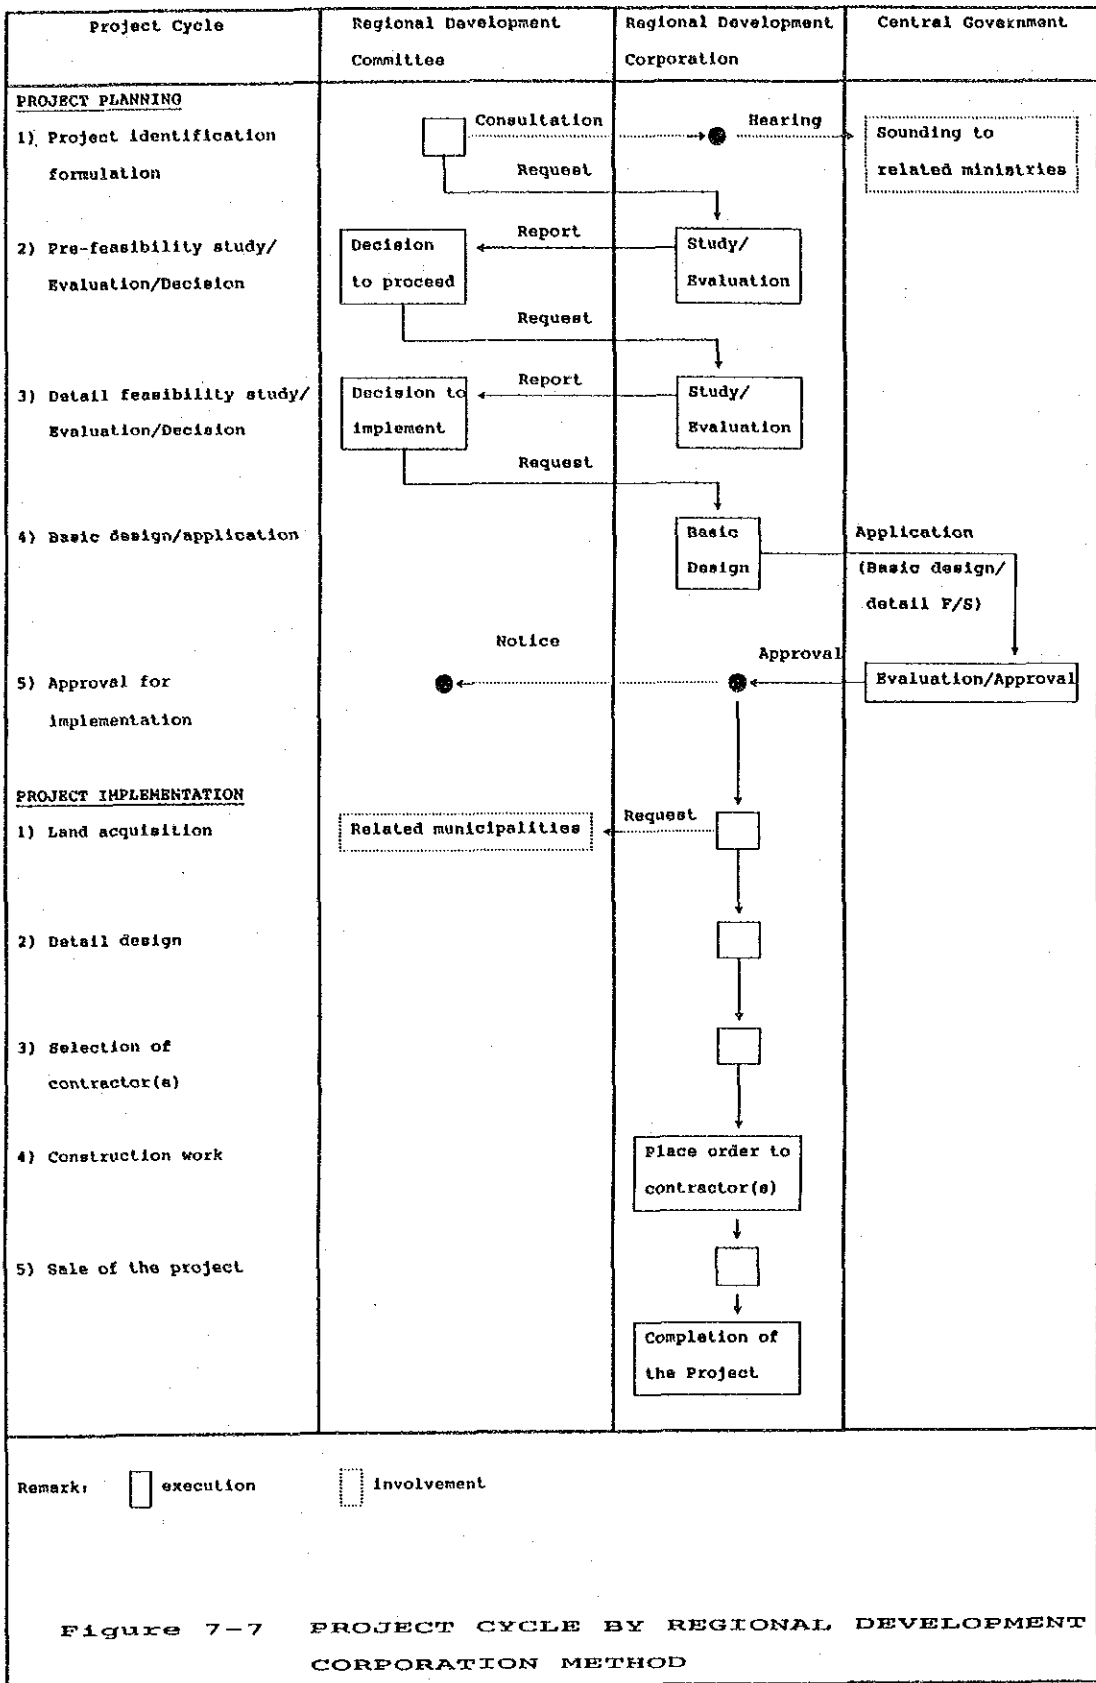 Project Cycle
Regional Development
Committee
Regional Development
Corporation
Central Government
PROJECT PLANNING
1) Project identification
formulation
Consultation
Hearing
Sounding to
related ministries
Request
2) Pre-feasibility study/
Evaluation/Decision
Decision
to proceed
Report
Study/
Evaluation
Request
3) Detail feasibility study/
Evaluation/Decision
Decision to
implement
Report
Study/
Evaluation
Request
4) Basic design/application
Basic
Design
Application
(Basic design/
detail F/S)
Notice
Approval
5) Approval for
implementation
Evaluation/Approval
PROJECT IMPLEMENTATION
1) Land acquisition
Related municipalities
Request
2) Detail design
3) Selection of
contractor(s)
4) Construction work
Place order to
contractor(s)
5) Sale of the project
Completion of
the Project
Remark: execution involvement
Figure 7-7 PROJECT CYCLE BY REGIONAL DEVELOPMENT
CORPORATION METHOD